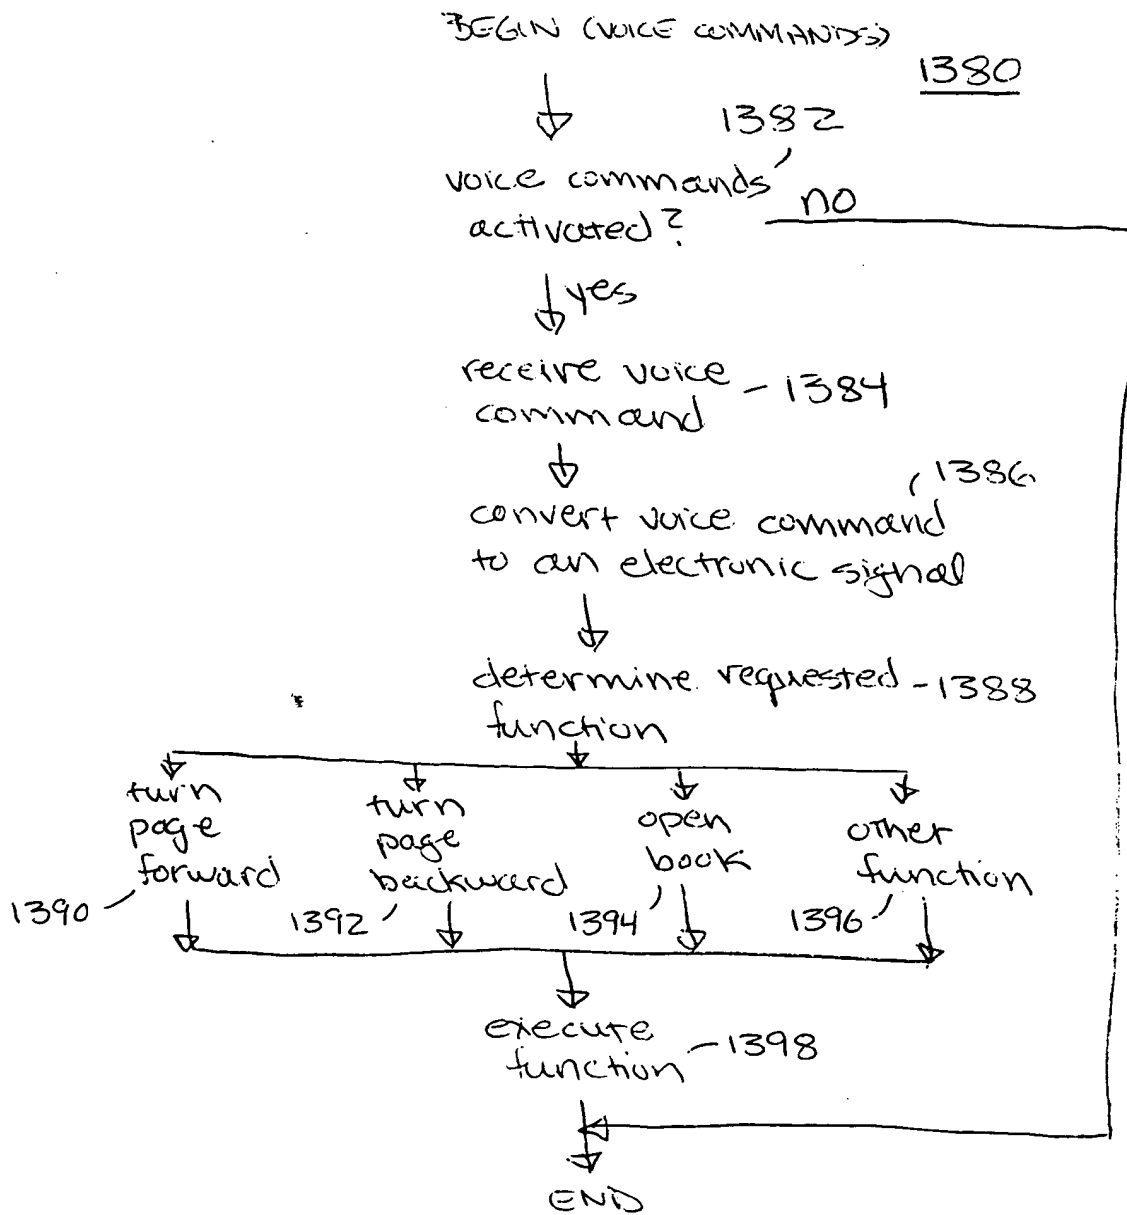 BEGIN (VOICE COMMANDS)
1380
1382
voice commands
activated?
no
yes
receive voice
command
1384
1386
convert voice command
to an electronic signal
determine requested
function
1388
turn
page
forward
1390
turn
page
backward
1392
open
book
1394
other
function
1396
execute
function
1398
END